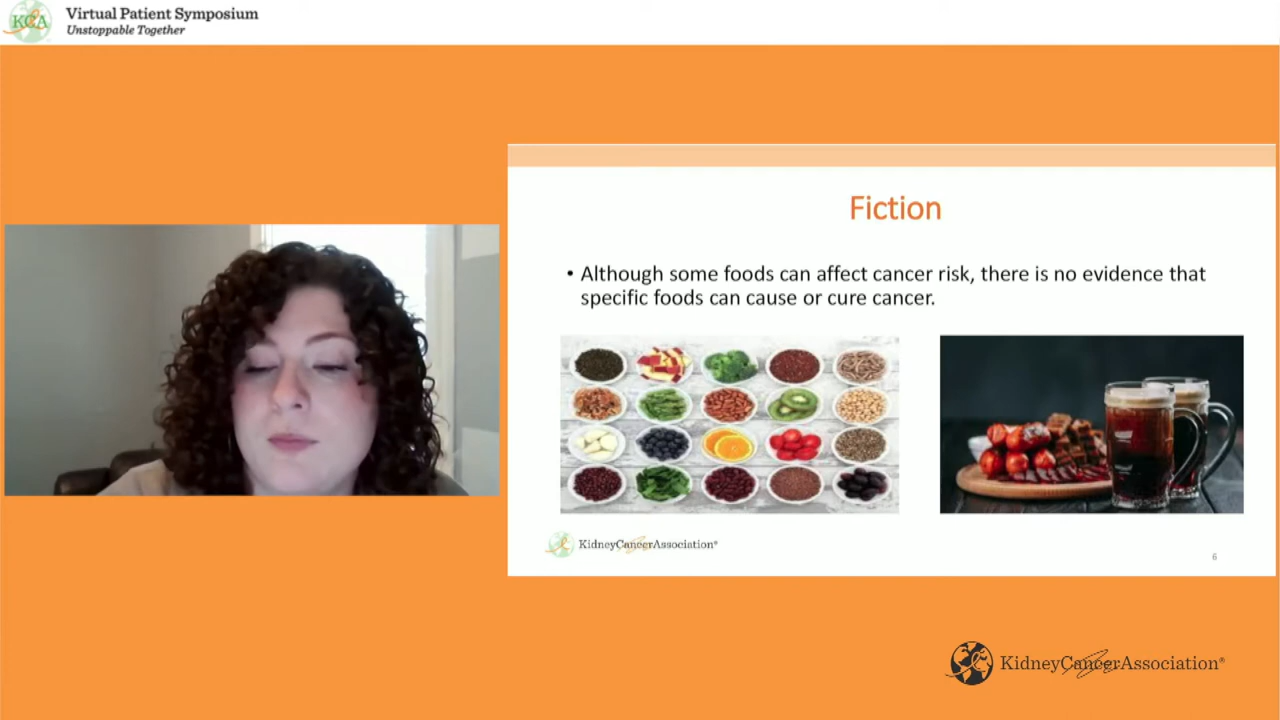 KCA
Virtual Patient Symposium
Unstoppable Together
Fiction
• Although some foods can affect cancer risk, there is no evidence that
specific foods can cause or cure cancer.
KidneyCancerAssociation®
6
KidneyCancerAssociation®